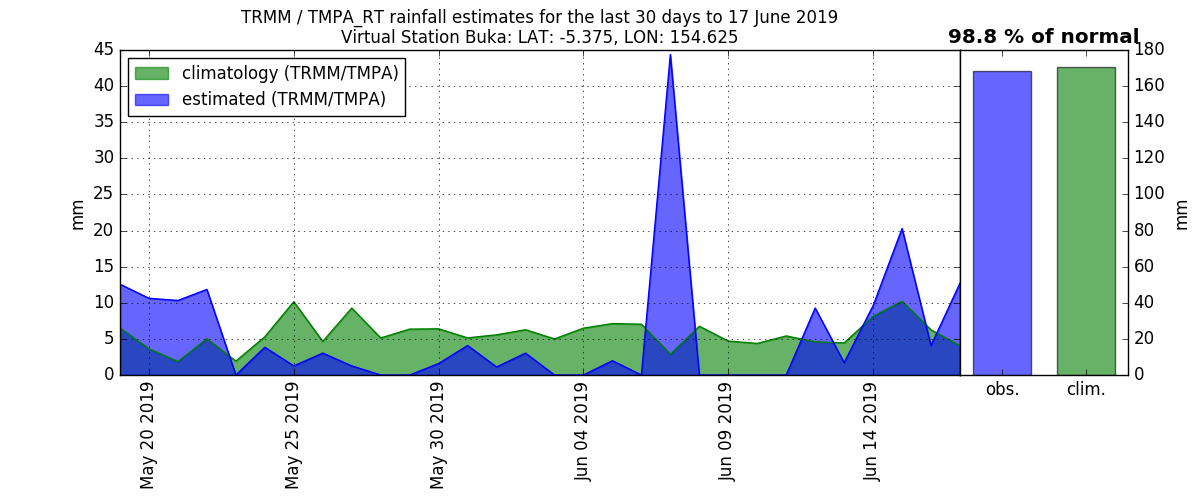 TRMM / TMPA_RT rainfall estimates for the last 30 days to 17 June 2019
Virtual Station Buka: LAT: -5.375, LON: 154.625
98.8 % of normal
climatology (TRMM/TMPA)
estimated (TRMM/TMPA)
45
40
35
30
25
20
15
10
5
0
mm
May 20 2019
May 25 2019
May 30 2019
Jun 04 2019
Jun 09 2019
Jun 14 2019
obs.
clim.
180
160
140
120
100
80
60
40
20
0
mm